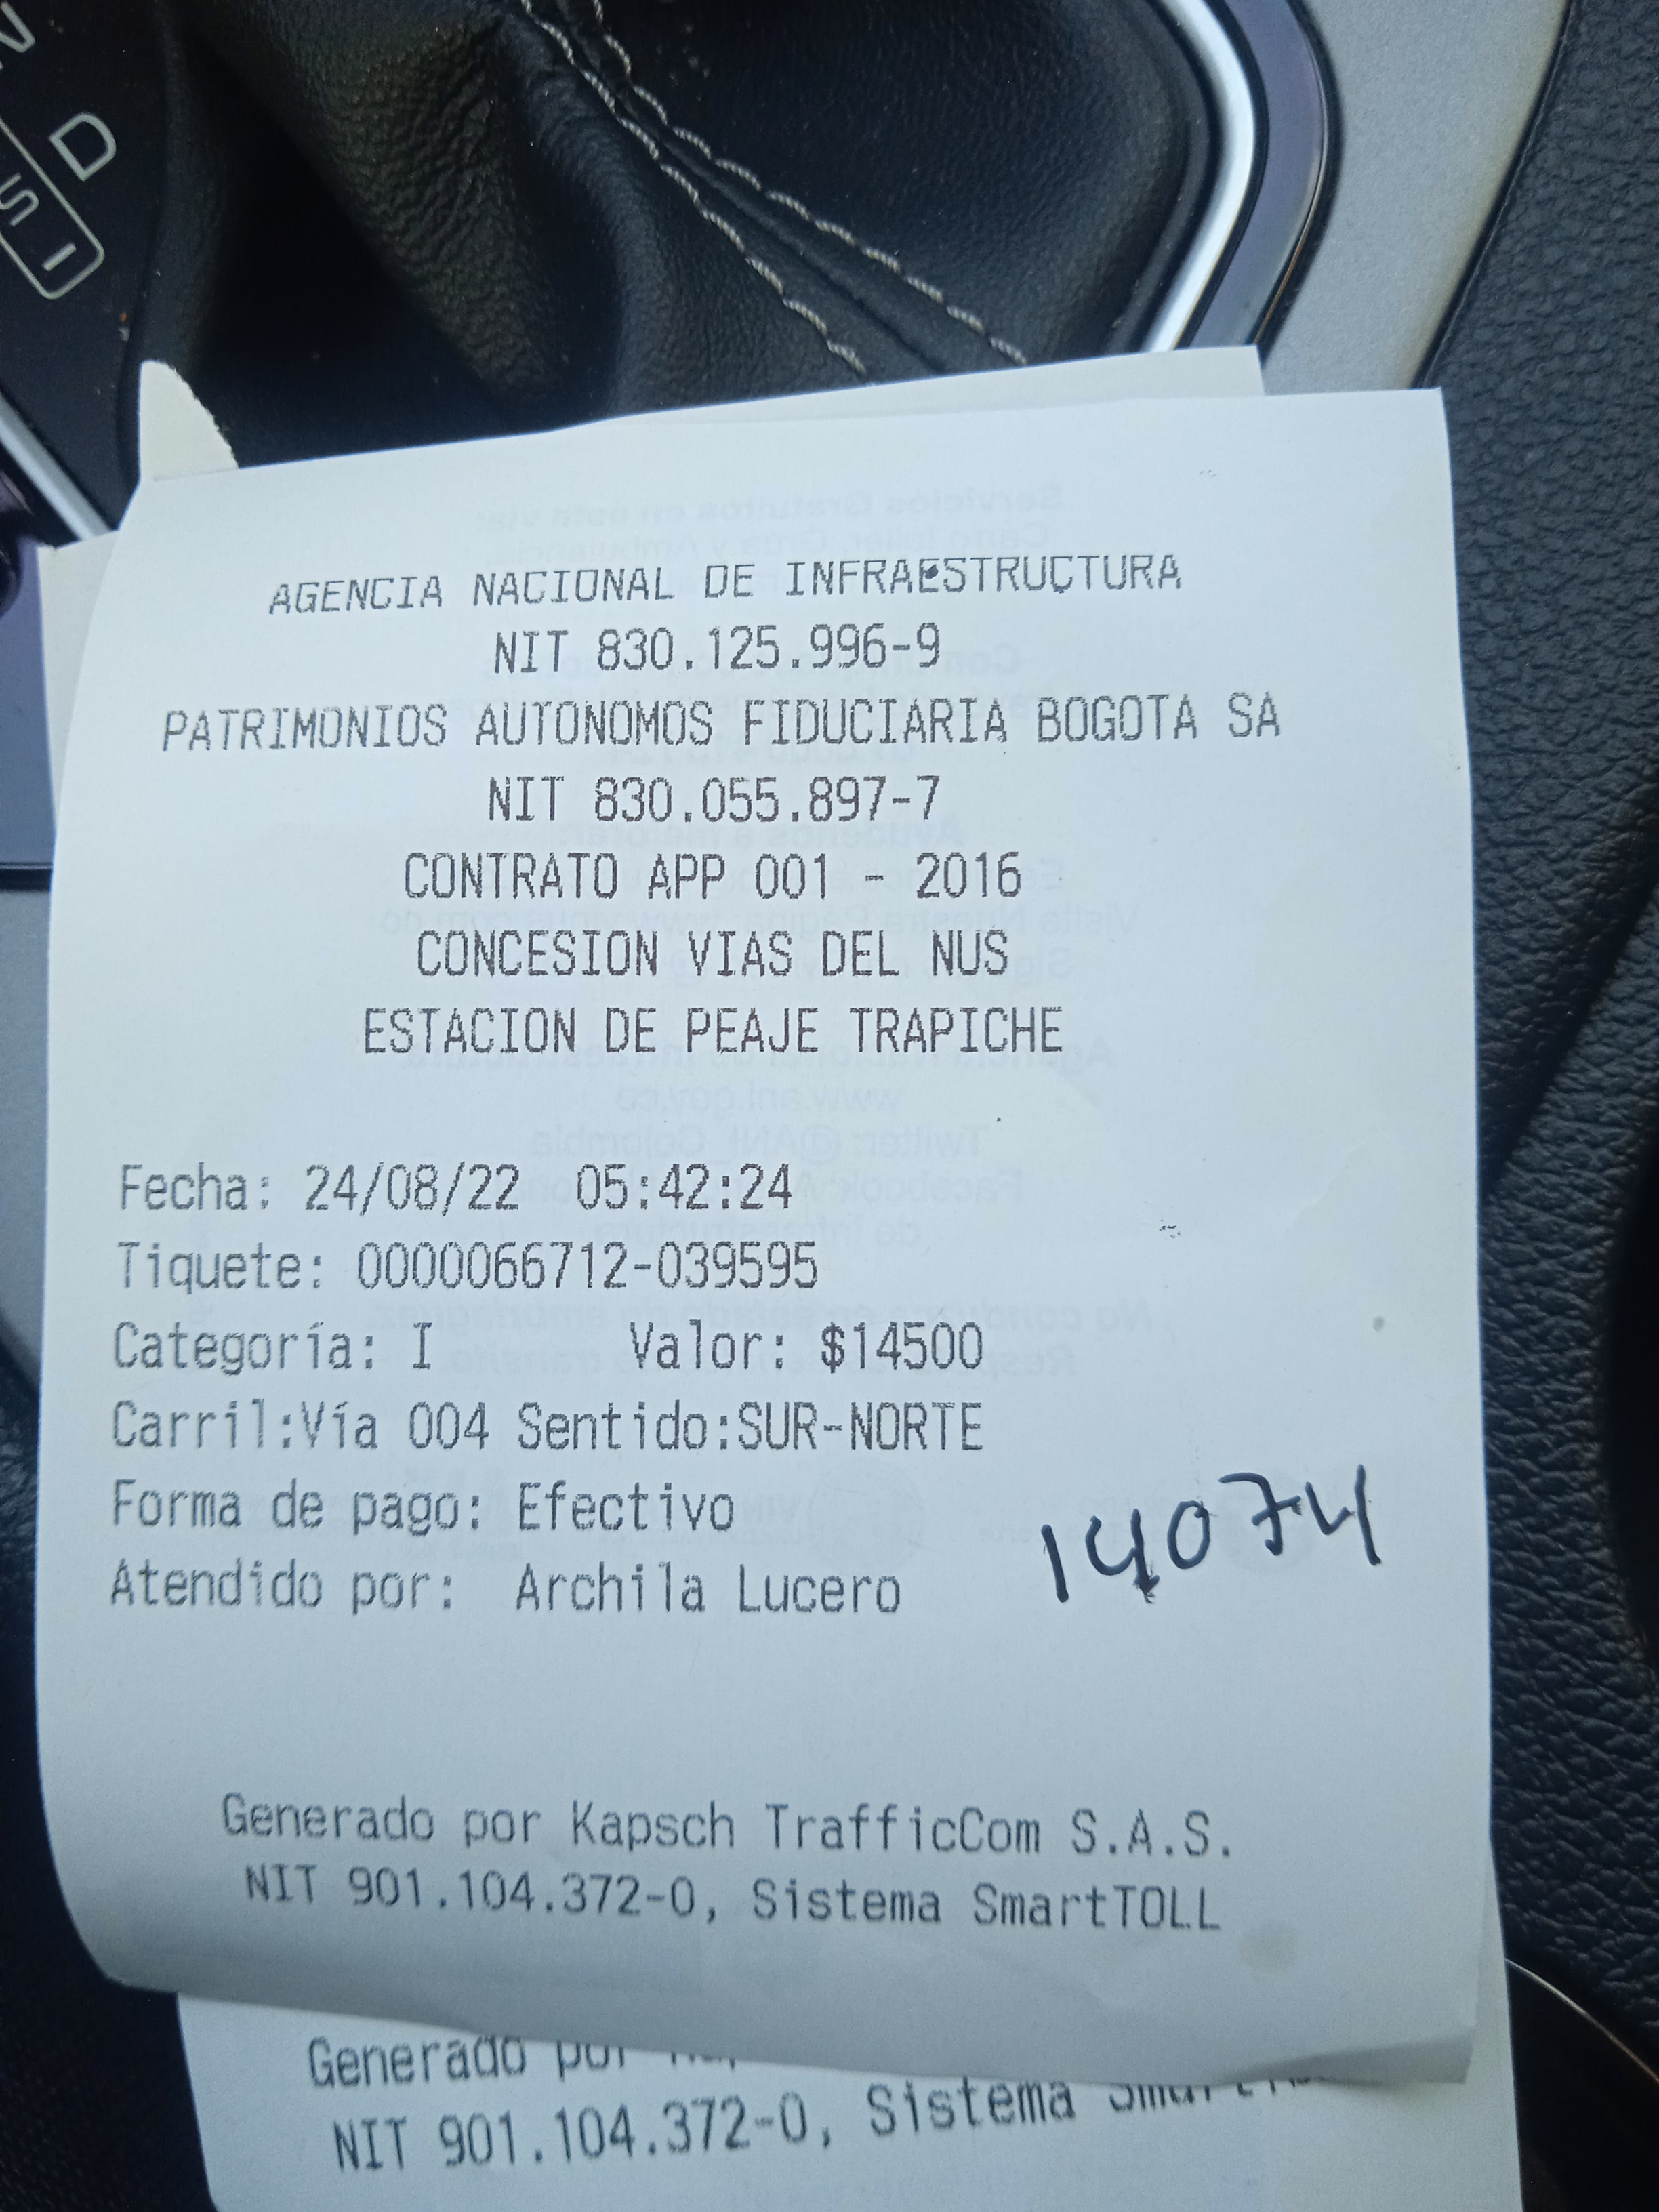 N
D
S
I
AGENCIA NACIONAL DE INFRAESTRUCTURA
NIT 830.125.996-9
PATRIMONIOS AUTONOMOS FIDUCIARIA BOGOTA SA
NIT 830.055.897-7
CONTRATO APP 001 - 2016
CONCESION VIAS DEL NUS
ESTACION DE PEAJE TRAPICHE
Fecha: 24/08/22 05:42:24
Tiquete: 0000066712-039595
Categoría: I Valor: $14500
Carril:Vía 004 Sentido:SUR-NORTE
Forma de pago: Efectivo
14074
Atendido por: Archila Lucero
Generado por Kapsch TrafficCom S.A.S.
NIT 901.104.372-0, Sistema SmartTOLL
Generado por
NIT 901.104.372-0, Sistema